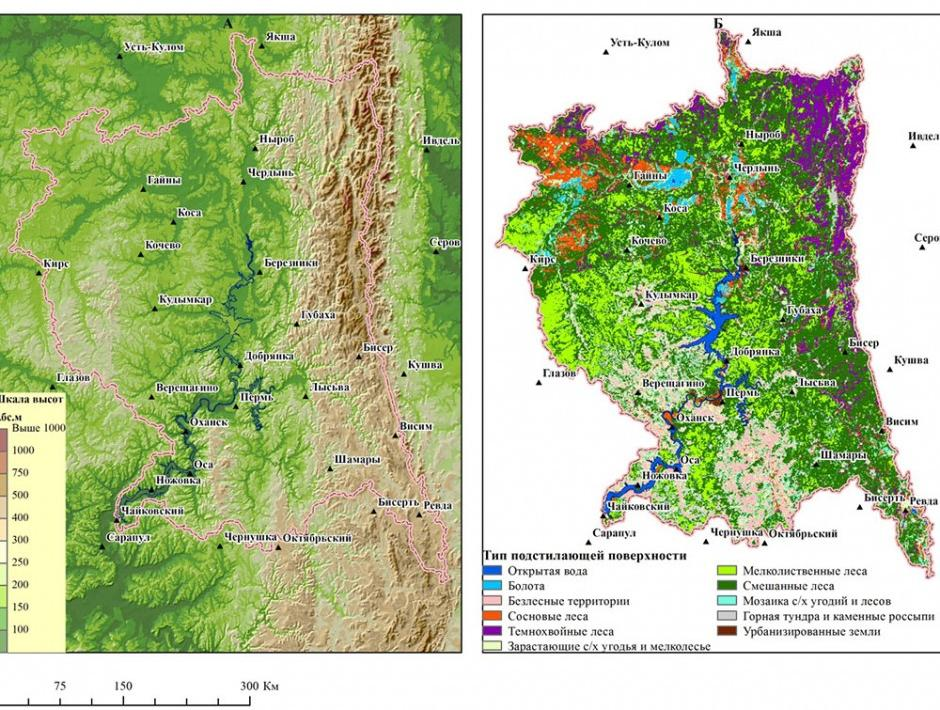 А
Якша
Усть-Кулом
Ныроб
Ивдель
Чердынь
Гайны
Коса
Кочево
Серов
Кирс
Березники
Кудымкар
Губаха
Бисер
Добрянка
Кушва
Глазов
Верещагино
Лысьва
Пермь
Оханск
Висим
Оса
Шамары
Ножовка
Бисерть
Ревда
Чайковский
Сарапул
Чернушка
Октябрьский
Шкала высот
Абс.м
Выше 1000
1000
750
500
400
300
250
200
150
100
75
150
300 Км
Б
Якша
Усть-Кулом
Ныроб
Ивдел
Чердынь
Гайны
Коса
Кочево
Серо
Кирс
Березники
Кудымкар
Губаха
Бисер
Добрянка
Кушва
Глазов
Верещагино
Лысьва
Пермь
Оханск
Висим
Оса
Шамары
Ножовка
Бисерть
Ревда
Чайковский
Сарапул
Чернушка
Октябрьский
Тип подстилающей поверхности
Открытая вода
Болота
Безлесные территории
Сосновые леса
Темнохвойные леса
Зарастающие с/х угодья и мелколесье
Мелколиственные леса
Смешанные леса
Мозаика с/х угодий и лесов
Горная тундра и каменные россыпи
Урбанизированные земли